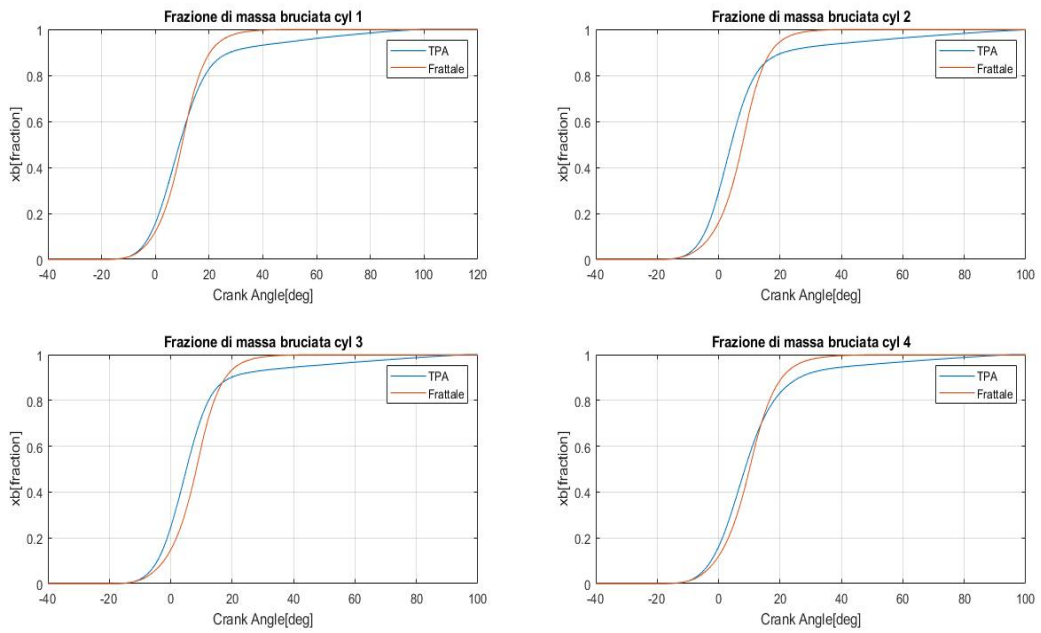 Frazione di massa bruciata cyl 1
xb[fraction]
1
0.8
0.6
0.4
0.2
0
TPA
Frattale
-40 -20 0 20 40 60 80 100 120
Crank Angle[deg]
Frazione di massa bruciata cyl 2
xb[fraction]
1
0.8
0.6
0.4
0.2
0
TPA
Frattale
-40 -20 0 20 40 60 80 100
Crank Angle[deg]
Frazione di massa bruciata cyl 3
xb[fraction]
1
0.8
0.6
0.4
0.2
0
TPA
Frattale
-40 -20 0 20 40 60 80 100
Crank Angle[deg]
Frazione di massa bruciata cyl 4
xb[fraction]
1
0.8
0.6
0.4
0.2
0
TPA
Frattale
-40 -20 0 20 40 60 80 100
Crank Angle[deg]